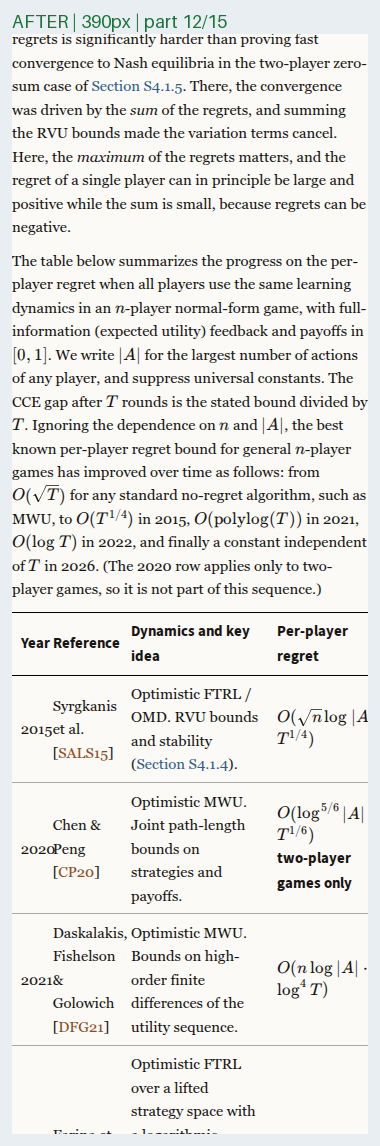 AFTER | 390px | part 12/15
regrets is significantly harder than proving fast
convergence to Nash equilibria in the two-player zero-
sum case of Section S4.1.5. There, the convergence
was driven by the sum of the regrets, and summing
the RVU bounds made the variation terms cancel.
Here, the maximum of the regrets matters, and the
regret of a single player can in principle be large and
positive while the sum is small, because regrets can be
negative.
The table below summarizes the progress on the per-
player regret when all players use the same learning
dynamics in an n-player normal-form game, with full-
information (expected utility) feedback and payoffs in
[0, 1]. We write |A| for the largest number of actions
of any player, and suppress universal constants. The
CCE gap after T rounds is the stated bound divided by
T. Ignoring the dependence on n and |A|, the best
known per-player regret bound for general n-player
games has improved over time as follows: from
O(√T) for any standard no-regret algorithm, such as
MWU, to O(T^{1/4}) in 2015, O(polylog(T)) in 2021,
O(log T) in 2022, and finally a constant independent
of T in 2026. (The 2020 row applies only to two-
player games, so it is not part of this sequence.)
Year Reference Dynamics and key idea Per-player regret
2015 Syrgkanis et al. [SALS15]
Optimistic FTRL /
OMD. RVU bounds
and stability
(Section S4.1.4).
O(√n log |A
T^{1/4})
2020 Chen & Peng [CP20]
Optimistic MWU.
Joint path-length
bounds on
strategies and
payoffs.
O(log^{5/6} |A|
T^{1/6})
two-player
games only
2021 Daskalakis, Fishelson & Golowich [DFG21]
Optimistic MWU.
Bounds on high-
order finite
differences of the
utility sequence.
O(n log |A| ·
log^4 T)
Optimistic FTRL
over a lifted
strategy space with